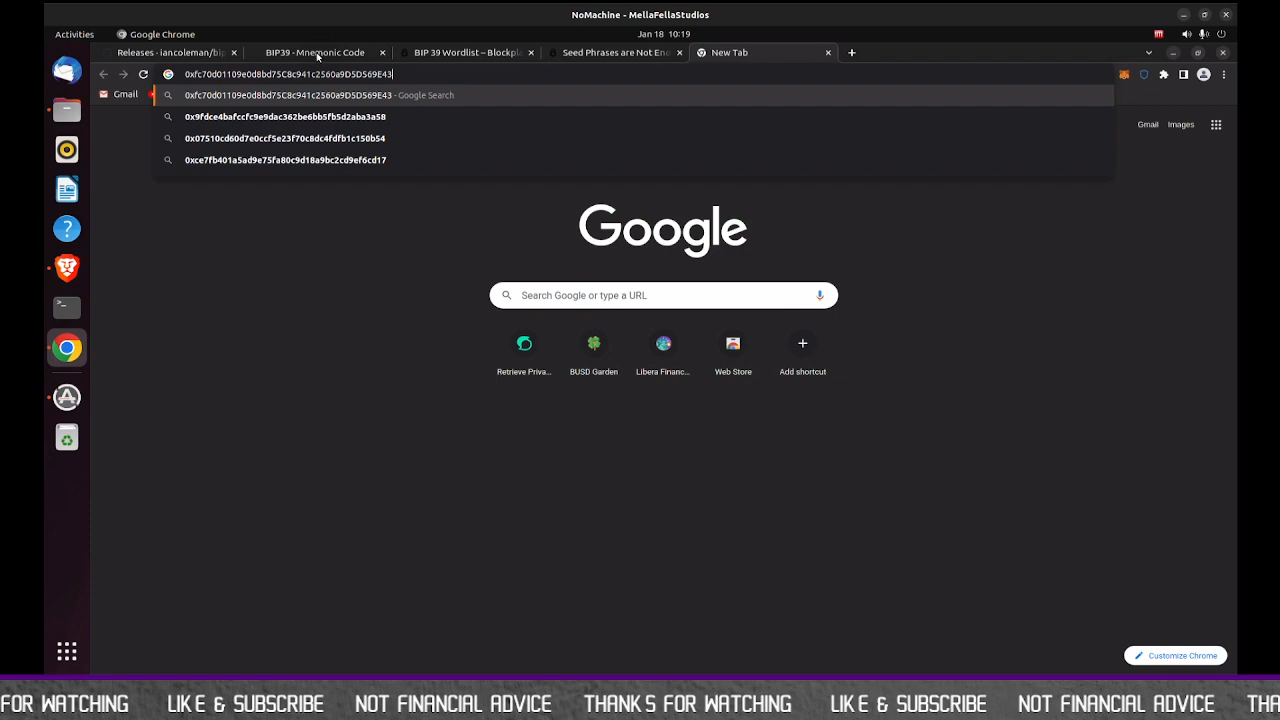 NoMachine - MellaFellaStudios
Activities
Google Chrome
Jan 18 10:19
Releases · iancoleman/bip
BIP39 - Mnemonic Code
BIP 39 Wordlist – Blockpla
Seed Phrases are Not Eno
New Tab
0xfc70d01109e0d8bd75C8c941c2560a9D5D569E43
Gmail
0xfc70d01109e0d8bd75C8c941c2560a9D5D569E43 - Google Search
0x9fdce4bafccfc9e9dac362be6bb5fb5d2aba3a58
0x07510cd60d7e0ccf5e23f70c8dc4fdfb1c150b54
0xce7fb401a5ad9e75fa80c9d18a9bc2cd9ef6cd17
Gmail Images
Google
Search Google or type a URL
Retrieve Priva...
BUSD Garden
Libera Financ...
Web Store
Add shortcut
Customize Chrome
FOR WATCHING LIKE & SUBSCRIBE NOT FINANCIAL ADVICE THANKS FOR WATCHING LIKE & SUBSCRIBE NOT FINANCIAL ADVICE THA